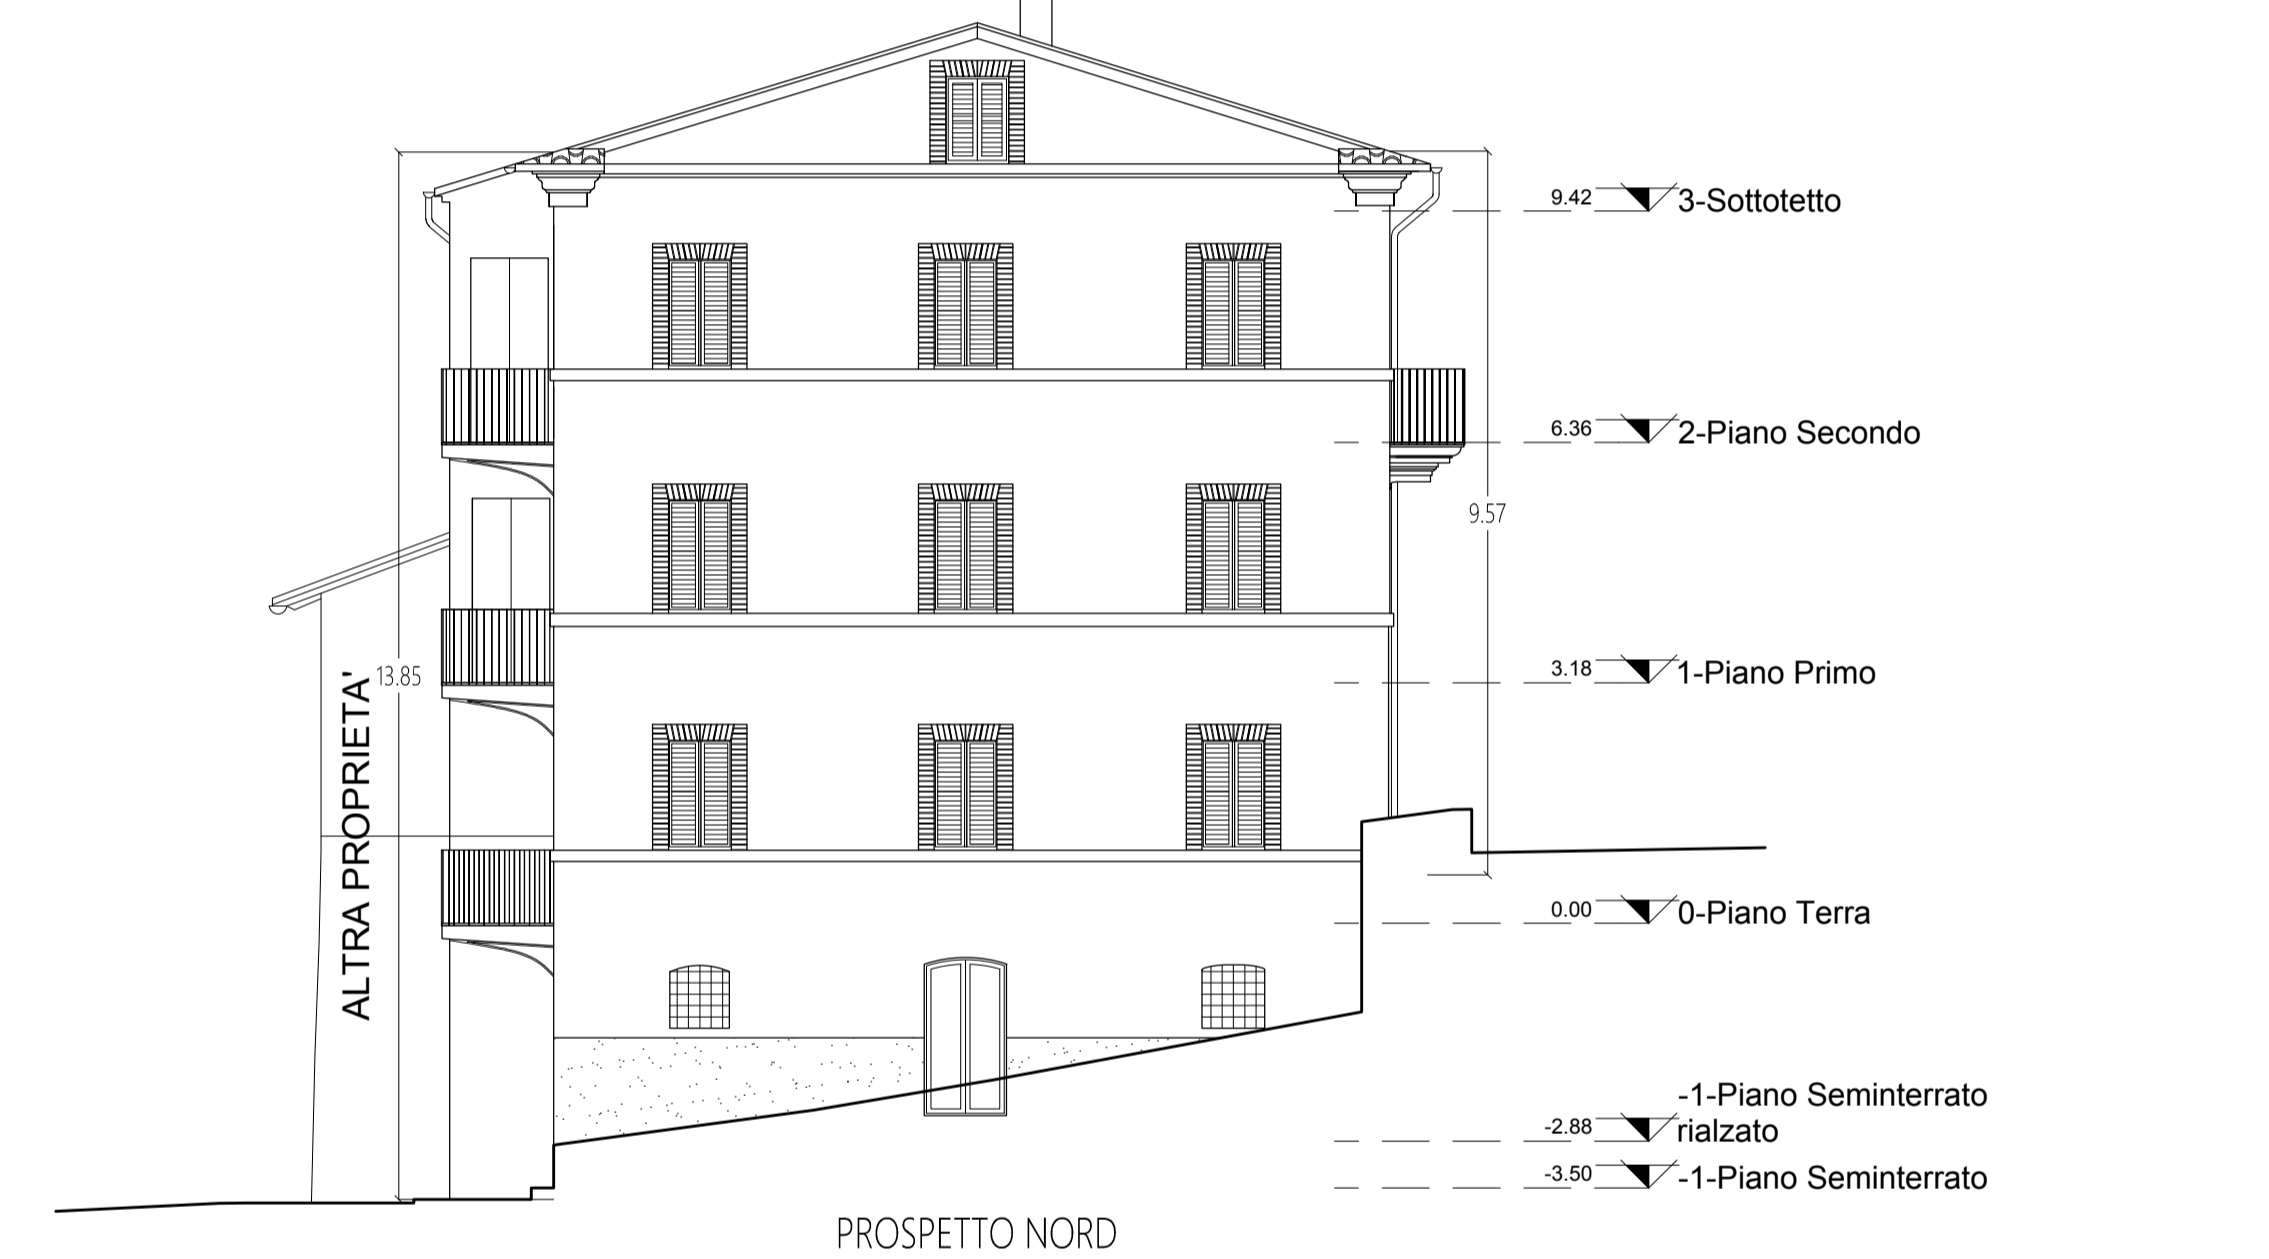 9.42
3-Sottotetto
6.36
2-Piano Secondo
9.57
3.18
1-Piano Primo
13.85
ALTRA PROPRIETA'
0.00
0-Piano Terra
-1-Piano Seminterrato
-2.88
rialzato
-3.50
-1-Piano Seminterrato
PROSPETTO NORD